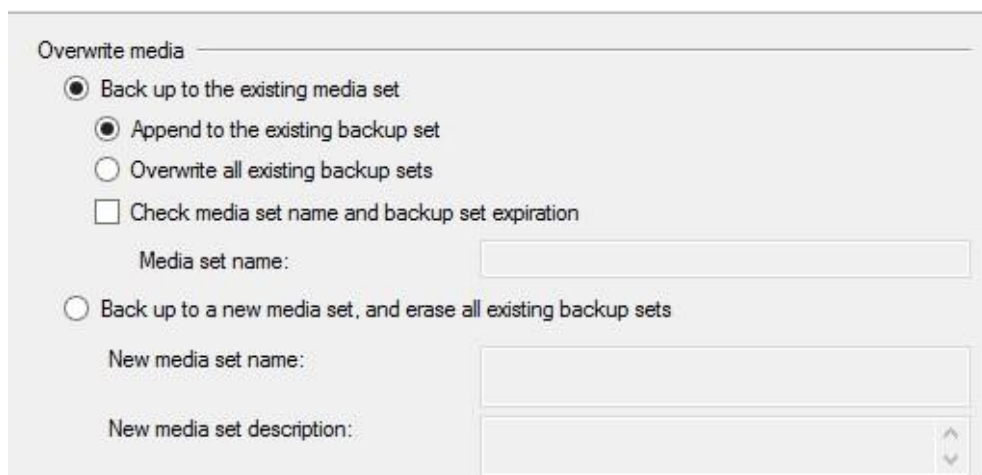 Overwrite media
Back up to the existing media set
Append to the existing backup set
Overwrite all existing backup sets
Check media set name and backup set expiration
Media set name:
Back up to a new media set, and erase all existing backup sets
New media set name:
New media set description: